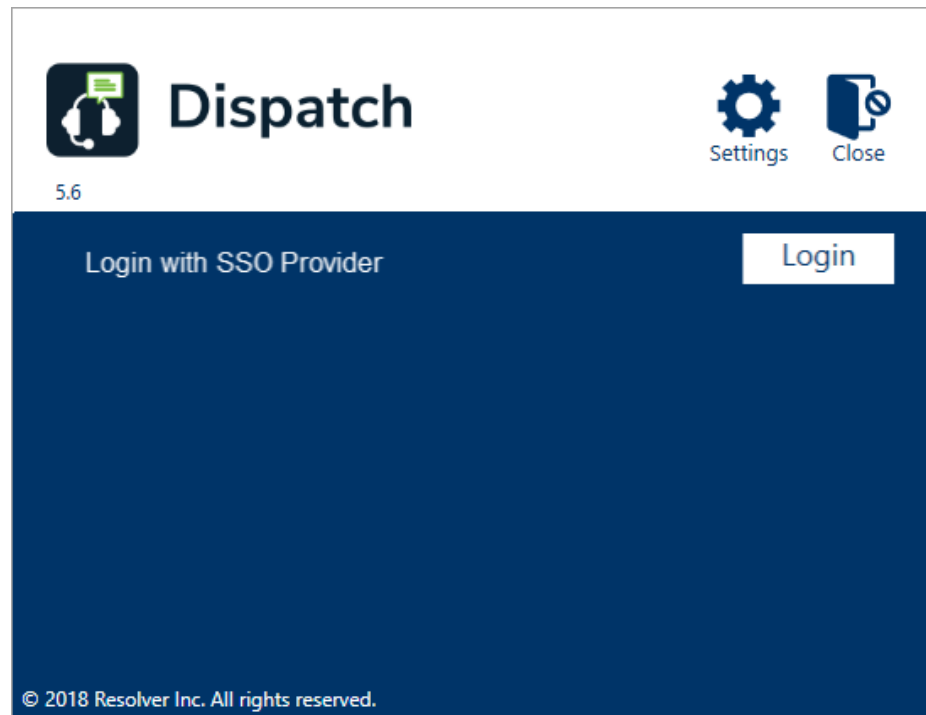 Dispatch
Settings
Close
5.6
Login with SSO Provider
Login
© 2018 Resolver Inc. All rights reserved.